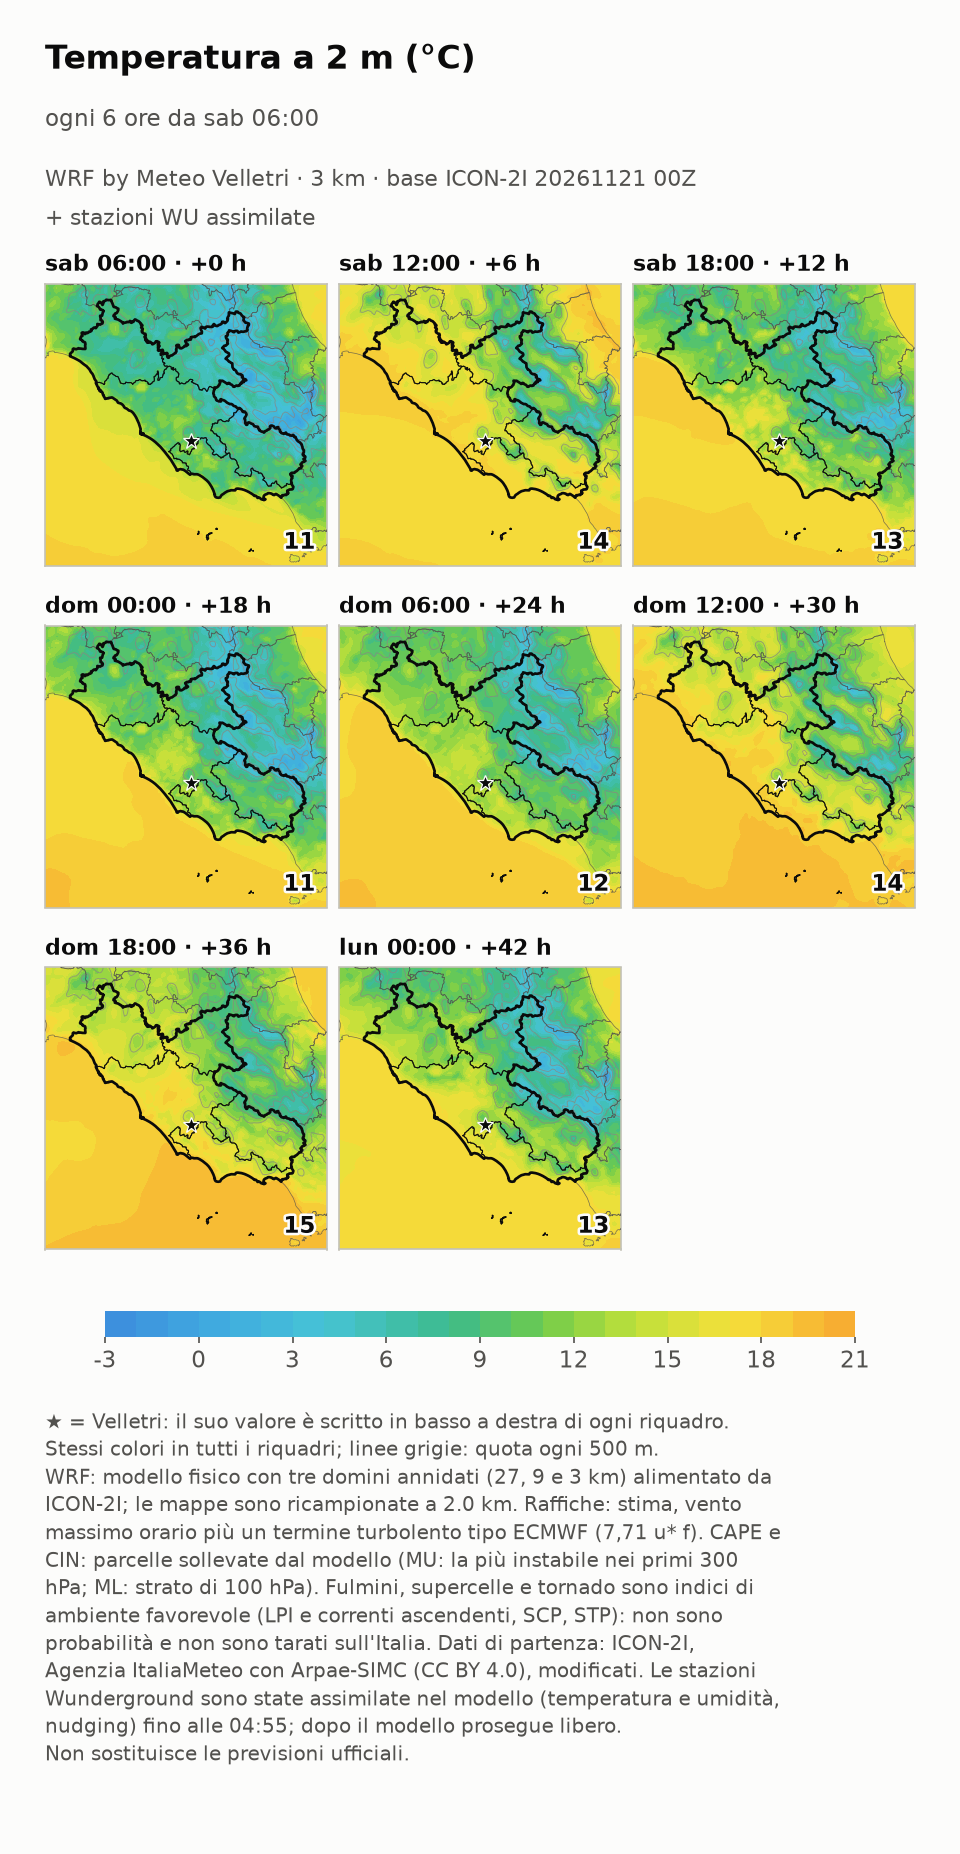 Temperatura a 2 m (°C)
ogni 6 ore da sab 06:00
WRF by Meteo Velletri · 3 km · base ICON-2I 20261121 00Z
+ stazioni WU assimilate
sab 06:00 · +0 h
sab 12:00 · +6 h
sab 18:00 · +12 h
11
14
13
dom 00:00 · +18 h
dom 06:00 · +24 h
dom 12:00 · +30 h
11
12
14
dom 18:00 · +36 h
lun 00:00 · +42 h
15
13
-3 0 3 6 9 12 15 18 21
★ = Velletri: il suo valore è scritto in basso a destra di ogni riquadro.
Stessi colori in tutti i riquadri; linee grigie: quota ogni 500 m.
WRF: modello fisico con tre domini annidati (27, 9 e 3 km) alimentato da
ICON-2I; le mappe sono ricampionate a 2.0 km. Raffiche: stima, vento
massimo orario più un termine turbolento tipo ECMWF (7,71 u* f). CAPE e
CIN: parcelle sollevate dal modello (MU: la più instabile nei primi 300
hPa; ML: strato di 100 hPa). Fulmini, supercelle e tornado sono indici di
ambiente favorevole (LPI e correnti ascendenti, SCP, STP): non sono
probabilità e non sono tarati sull'Italia. Dati di partenza: ICON-2I,
Agenzia ItaliaMeteo con Arpae-SIMC (CC BY 4.0), modificati. Le stazioni
Wunderground sono state assimilate nel modello (temperatura e umidità,
nudging) fino alle 04:55; dopo il modello prosegue libero.
Non sostituisce le previsioni ufficiali.